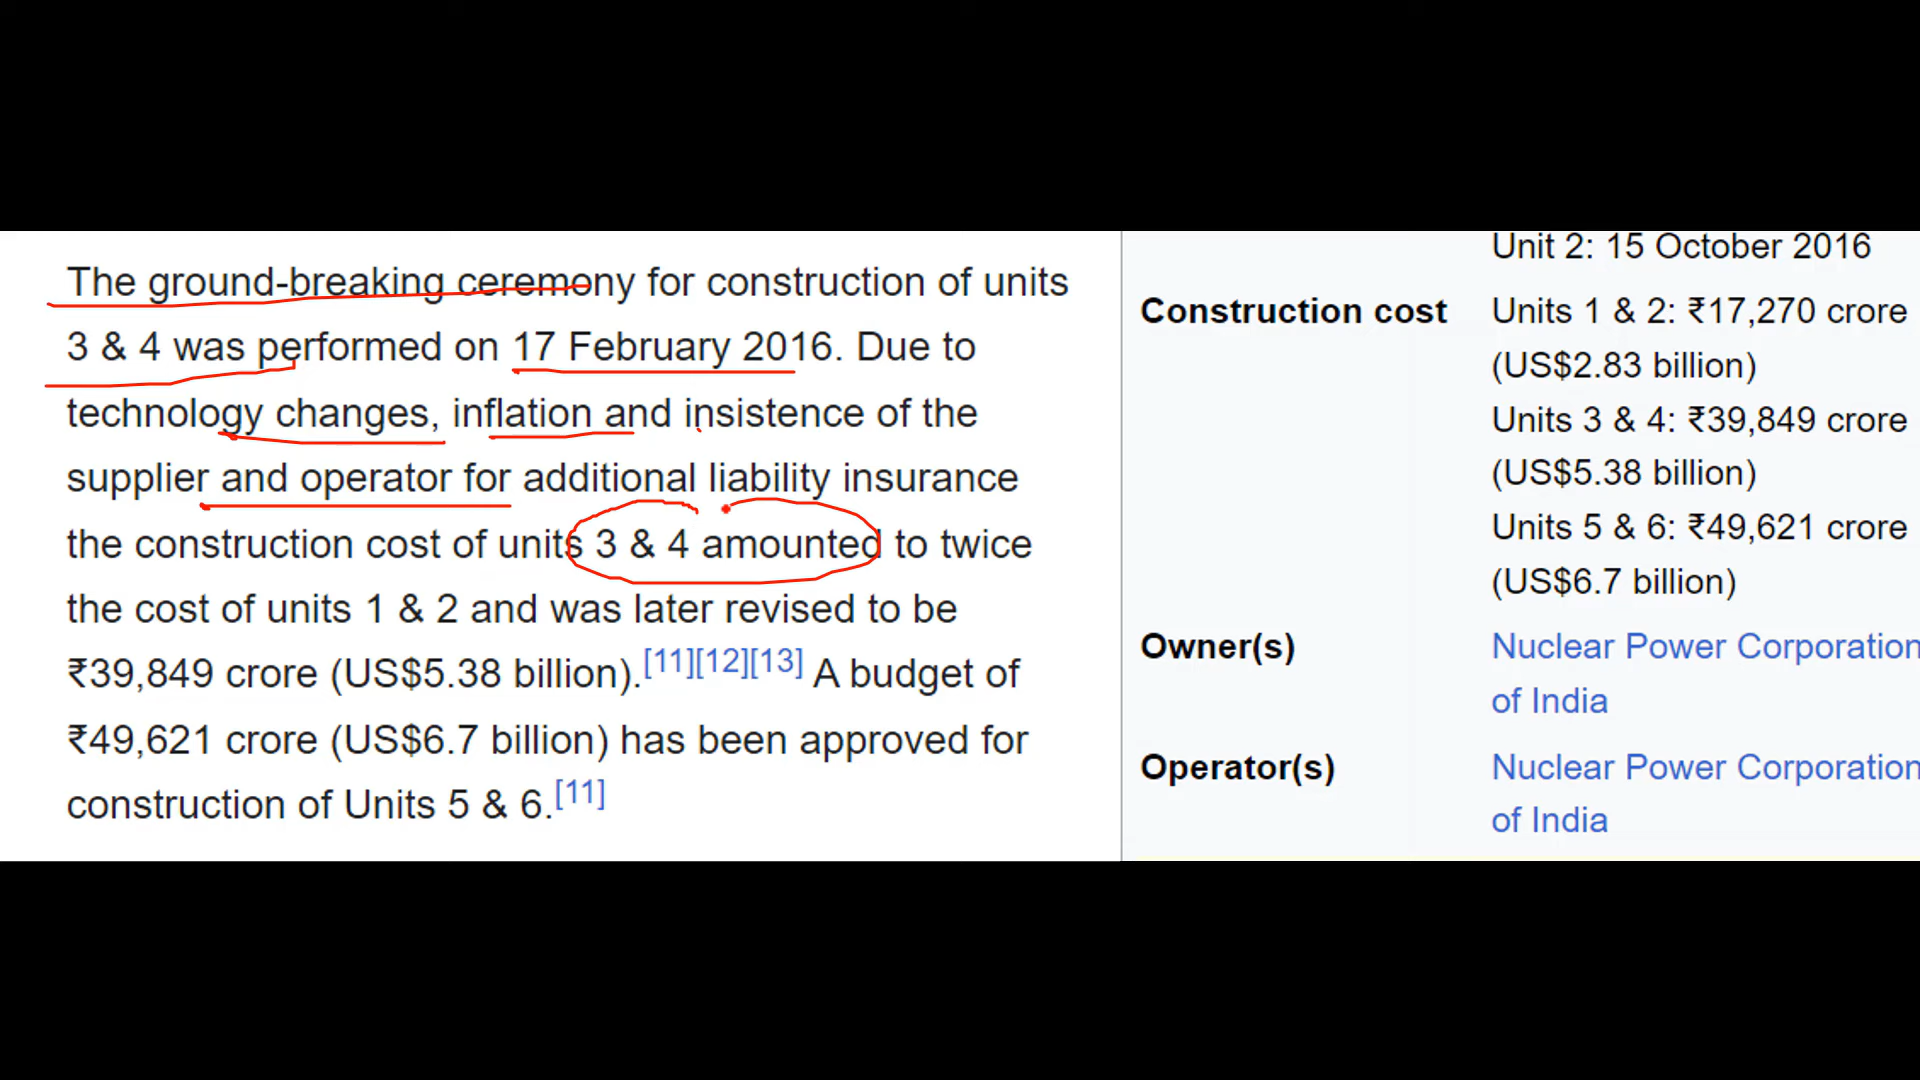 The ground-breaking ceremony for construction of units
3 & 4 was performed on 17 February 2016. Due to
technology changes, inflation and insistence of the
supplier and operator for additional liability insurance
the construction cost of units 3 & 4 amounted to twice
the cost of units 1 & 2 and was later revised to be
₹39,849 crore (US$5.38 billion).[11][12][13] A budget of
₹49,621 crore (US$6.7 billion) has been approved for
construction of Units 5 & 6.[11]
Unit 2: 15 October 2016
Construction cost Units 1 & 2: ₹17,270 crore
(US$2.83 billion)
Units 3 & 4: ₹39,849 crore
(US$5.38 billion)
Units 5 & 6: ₹49,621 crore
(US$6.7 billion)
Owner(s) Nuclear Power Corporation
of India
Operator(s) Nuclear Power Corporation
of India